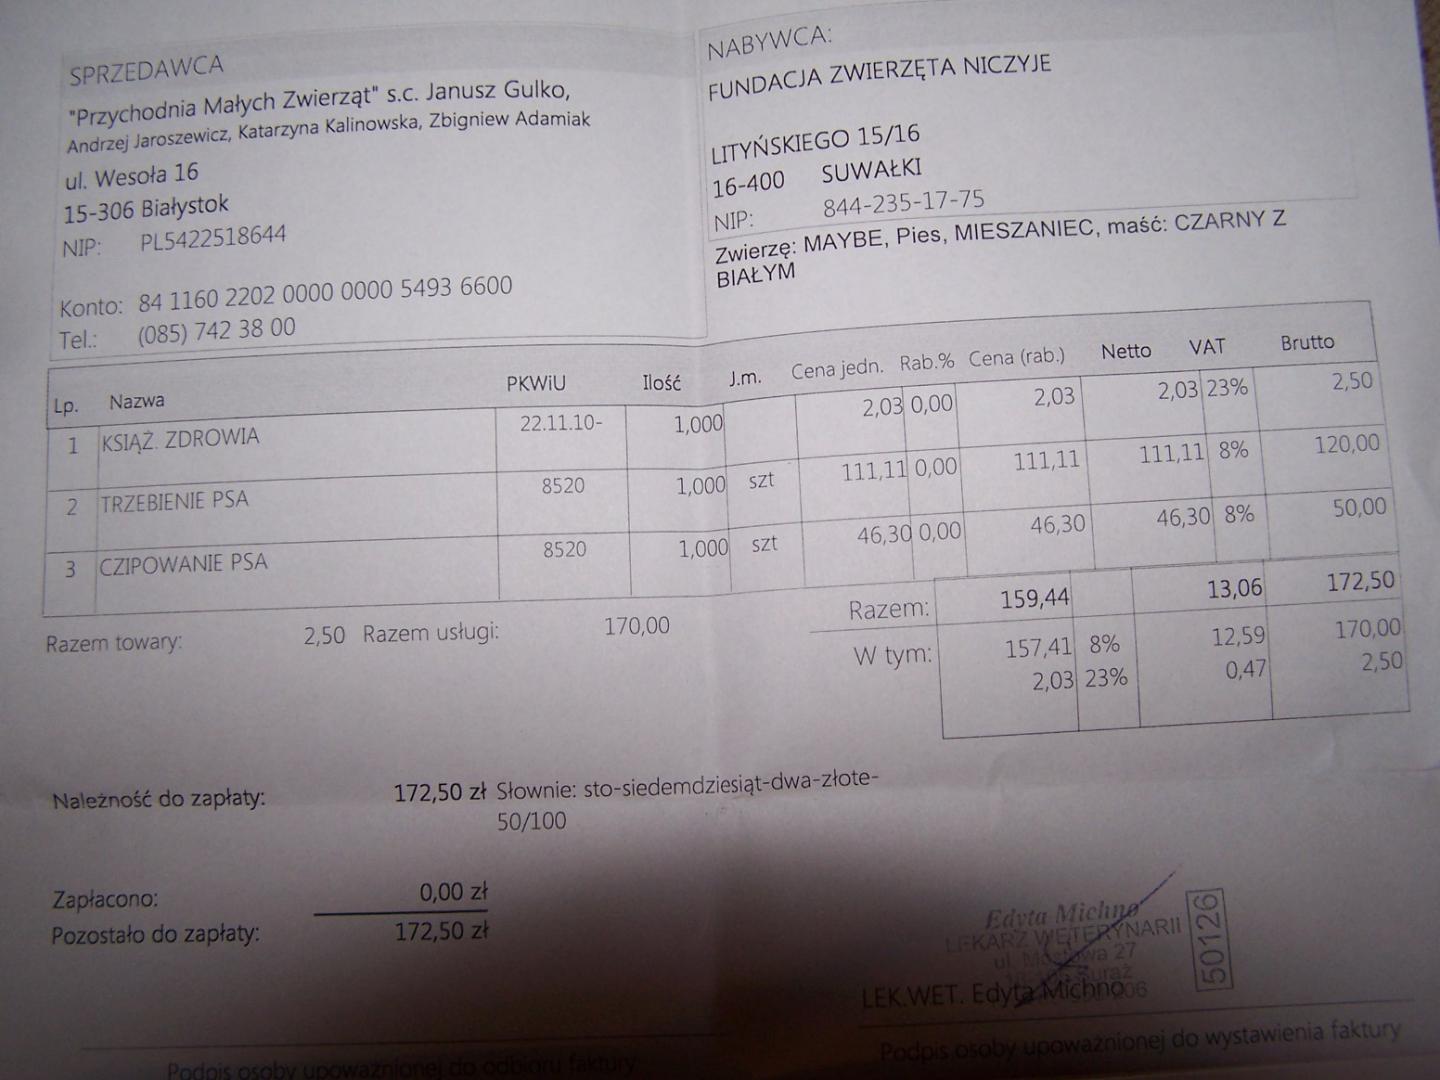 SPRZEDAWCA
"Przychodnia Małych Zwierząt" s.c. Janusz Gulko,
Andrzej Jaroszewicz, Katarzyna Kalinowska, Zbigniew Adamiak
ul. Wesoła 16
15-306 Białystok
NIP: PL5422518644
Konto: 84 1160 2202 0000 0000 5493 6600
Tel.: (085) 742 38 00
NABYWCA:
FUNDACJA ZWIERZĘTA NICZYJE
LITYŃSKIEGO 15/16
16-400 SUWAŁKI
NIP: 844-235-17-75
Zwierzę: MAYBE, Pies, MIESZANIEC, maść: CZARNY Z
BIAŁYM
Lp. Nazwa PKWiU Ilość J.m. Cena jedn. Rab.% Cena (rab.) Netto VAT Brutto
1 KSIĄŻ. ZDROWIA 22.11.10- 1,000 2,03 0,00 2,03 2,03 23% 2,50
2 TRZEBIENIE PSA 8520 1,000 szt 111,11 0,00 111,11 111,11 8% 120,00
3 CZIPOWANIE PSA 8520 1,000 szt 46,30 0,00 46,30 46,30 8% 50,00
Razem towary: 2,50 Razem usługi: 170,00
Razem: 159,44 13,06 172,50
W tym: 157,41 8% 12,59 170,00
2,03 23% 0,47 2,50
Należność do zapłaty: 172,50 zł Słownie: sto-siedemdziesiąt-dwa-złote-
50/100
Zapłacono: 0,00 zł
Pozostało do zapłaty: 172,50 zł
Edyta Michno
LEKARZ WETERYNARII
ul. Mostowa 27
Suraż
50126
LEK.WET. Edyta Michno
Podpis osoby upoważnionej do odbioru faktury
Podpis osoby upoważnionej do wystawienia faktury